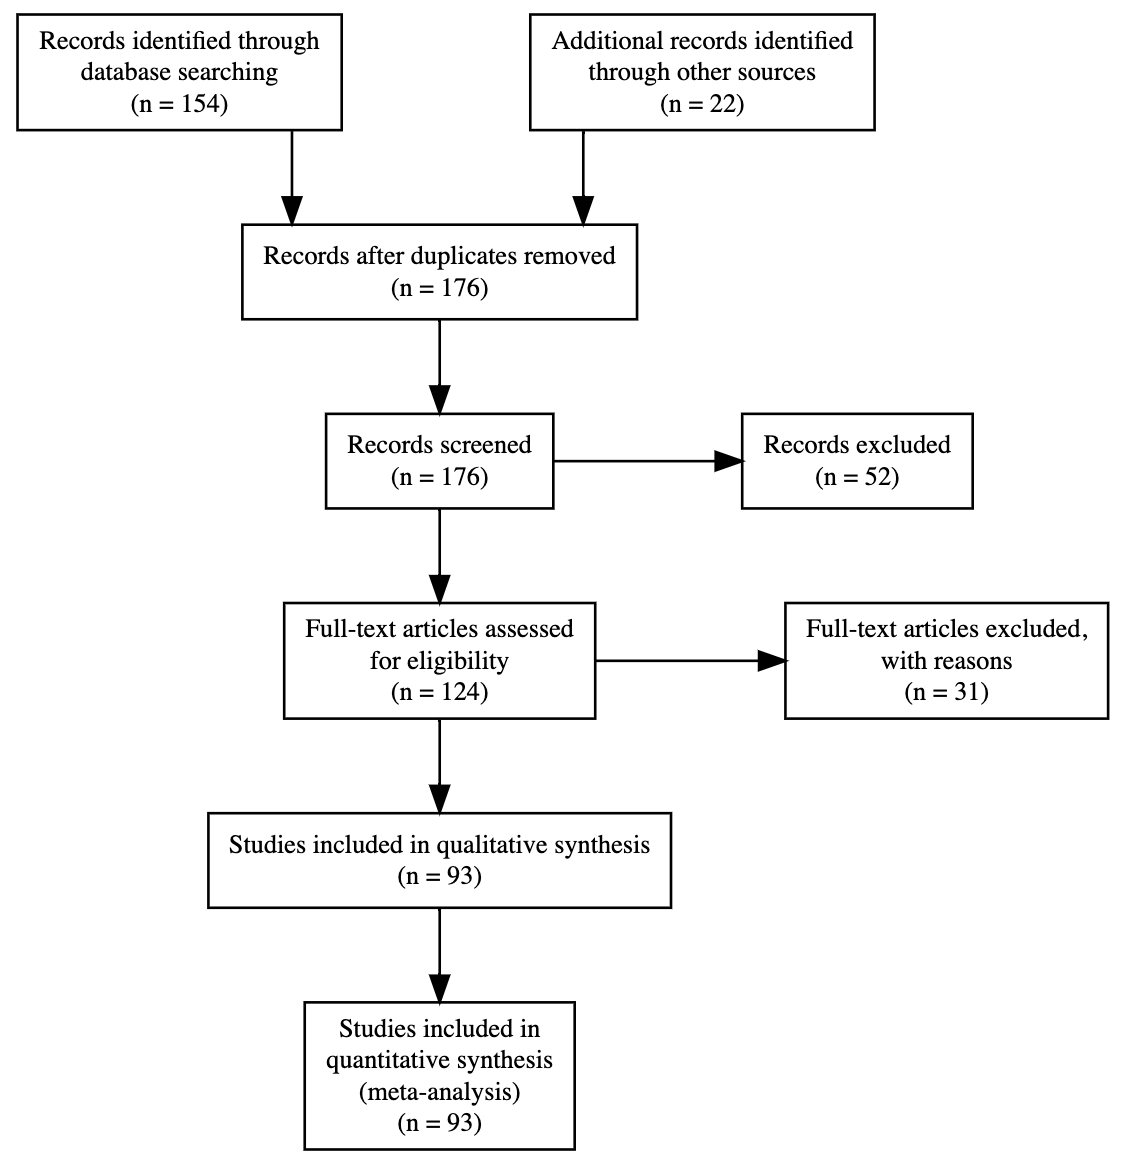 Records identified through
database searching
(n = 154)
Additional records identified
through other sources
(n = 22)
Records after duplicates removed
(n = 176)
Records screened
(n = 176)
Records excluded
(n = 52)
Full-text articles assessed
for eligibility
(n = 124)
Full-text articles excluded,
with reasons
(n = 31)
Studies included in qualitative synthesis
(n = 93)
Studies included in
quantitative synthesis
(meta-analysis)
(n = 93)